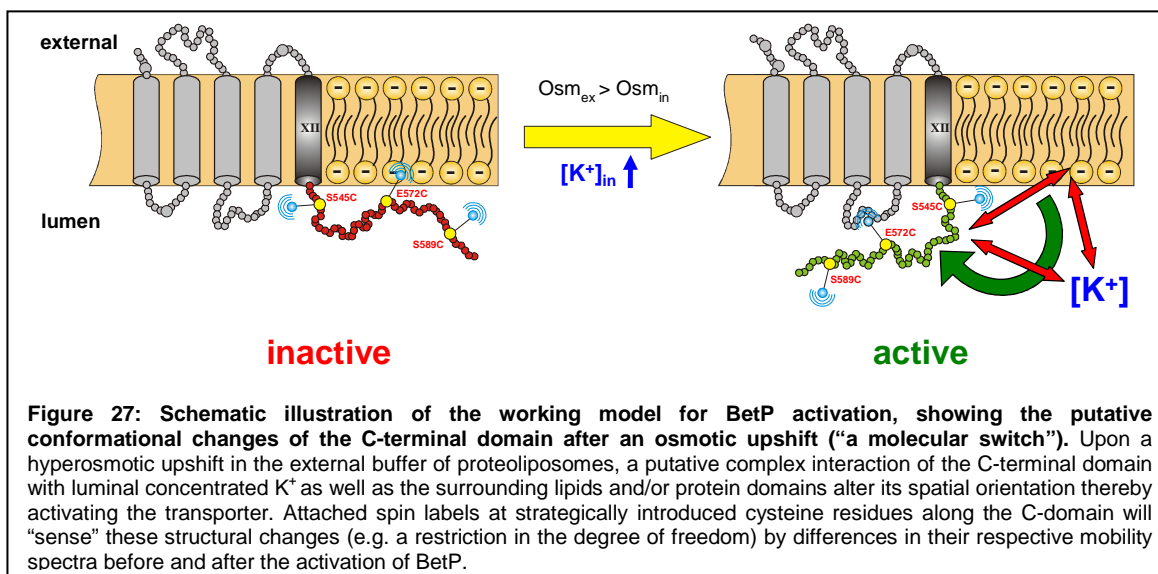 external
Osm_ex > Osm_in
XII
XII
[K⁺]_in
S545C
E572C
S545C
lumen
E572C
S589C
S589C
[K⁺]
inactive
active
Figure 27: Schematic illustration of the working model for BetP activation, showing the putative
conformational changes of the C-terminal domain after an osmotic upshift (“a molecular switch”). Upon a
hyperosmotic upshift in the external buffer of proteoliposomes, a putative complex interaction of the C-terminal domain
with luminal concentrated K⁺ as well as the surrounding lipids and/or protein domains alter its spatial orientation thereby
activating the transporter. Attached spin labels at strategically introduced cysteine residues along the C-domain will
“sense” these structural changes (e.g. a restriction in the degree of freedom) by differences in their respective mobility
spectra before and after the activation of BetP.